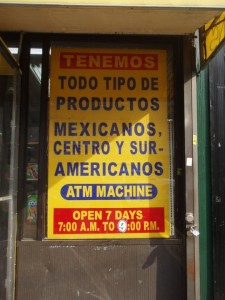 TENEMOS
TODO TIPO DE
PRODUCTOS
MEXICANOS,
CENTRO Y SUR-
AMERICANOS
ATM MACHINE
OPEN 7 DAYS
7:00 A.M. TO 9:00 P.M.